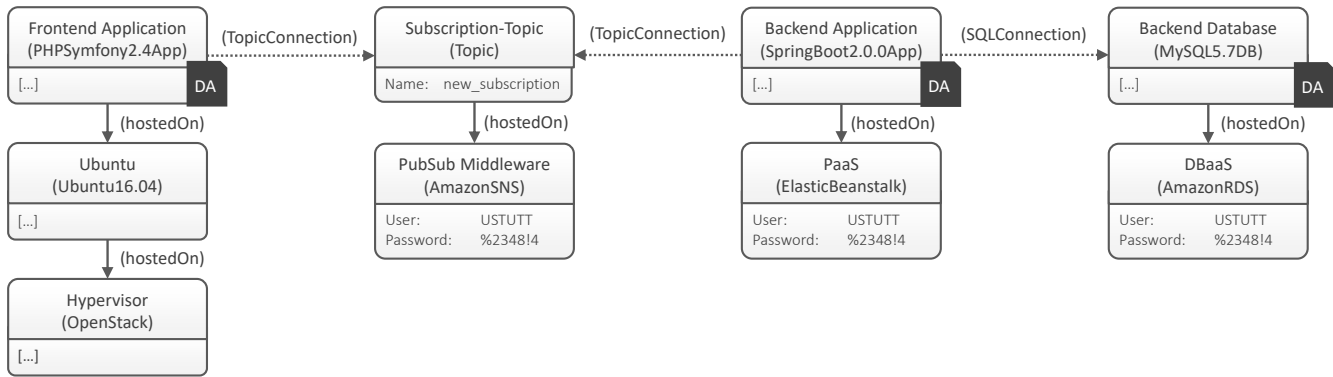 Frontend Application
(PHPSymfony2.4App)
[...]
DA
(TopicConnection)
Subscription-Topic
(Topic)
Name: new_subscription
(TopicConnection)
Backend Application
(SpringBoot2.0.0App)
[...]
DA
(SQLConnection)
Backend Database
(MySQL5.7DB)
[...]
DA
(hostedOn)
(hostedOn)
(hostedOn)
(hostedOn)
Ubuntu
(Ubuntu16.04)
[...]
PubSub Middleware
(AmazonSNS)
User: USTUTT
Password: %2348!4
PaaS
(ElasticBeanstalk)
User: USTUTT
Password: %2348!4
DBaaS
(AmazonRDS)
User: USTUTT
Password: %2348!4
(hostedOn)
Hypervisor
(OpenStack)
[...]